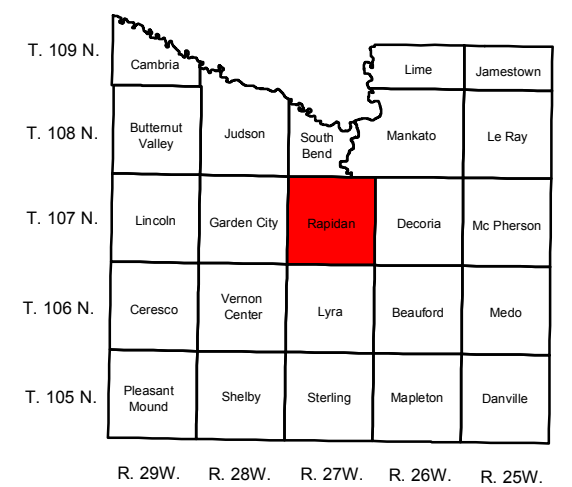 T. 109 N.
Cambria
Lime
Jamestown
T. 108 N.
Butternut
Valley
Judson
South
Bend
Mankato
Le Ray
T. 107 N.
Lincoln
Garden City
Rapidan
Decoria
Mc Pherson
T. 106 N.
Ceresco
Vernon
Center
Lyra
Beauford
Medo
T. 105 N.
Pleasant
Mound
Shelby
Sterling
Mapleton
Danville
R. 29W.
R. 28W.
R. 27W.
R. 26W.
R. 25W.